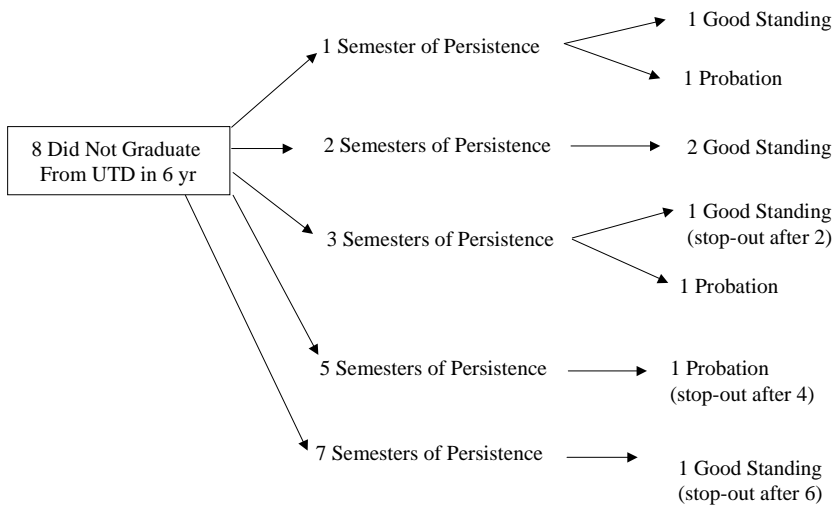 1 Good Standing
1 Semester of Persistence
1 Probation
8 Did Not Graduate
From UTD in 6 yr
2 Semesters of Persistence
2 Good Standing
1 Good Standing
(stop-out after 2)
3 Semesters of Persistence
1 Probation
5 Semesters of Persistence
1 Probation
(stop-out after 4)
7 Semesters of Persistence
1 Good Standing
(stop-out after 6)